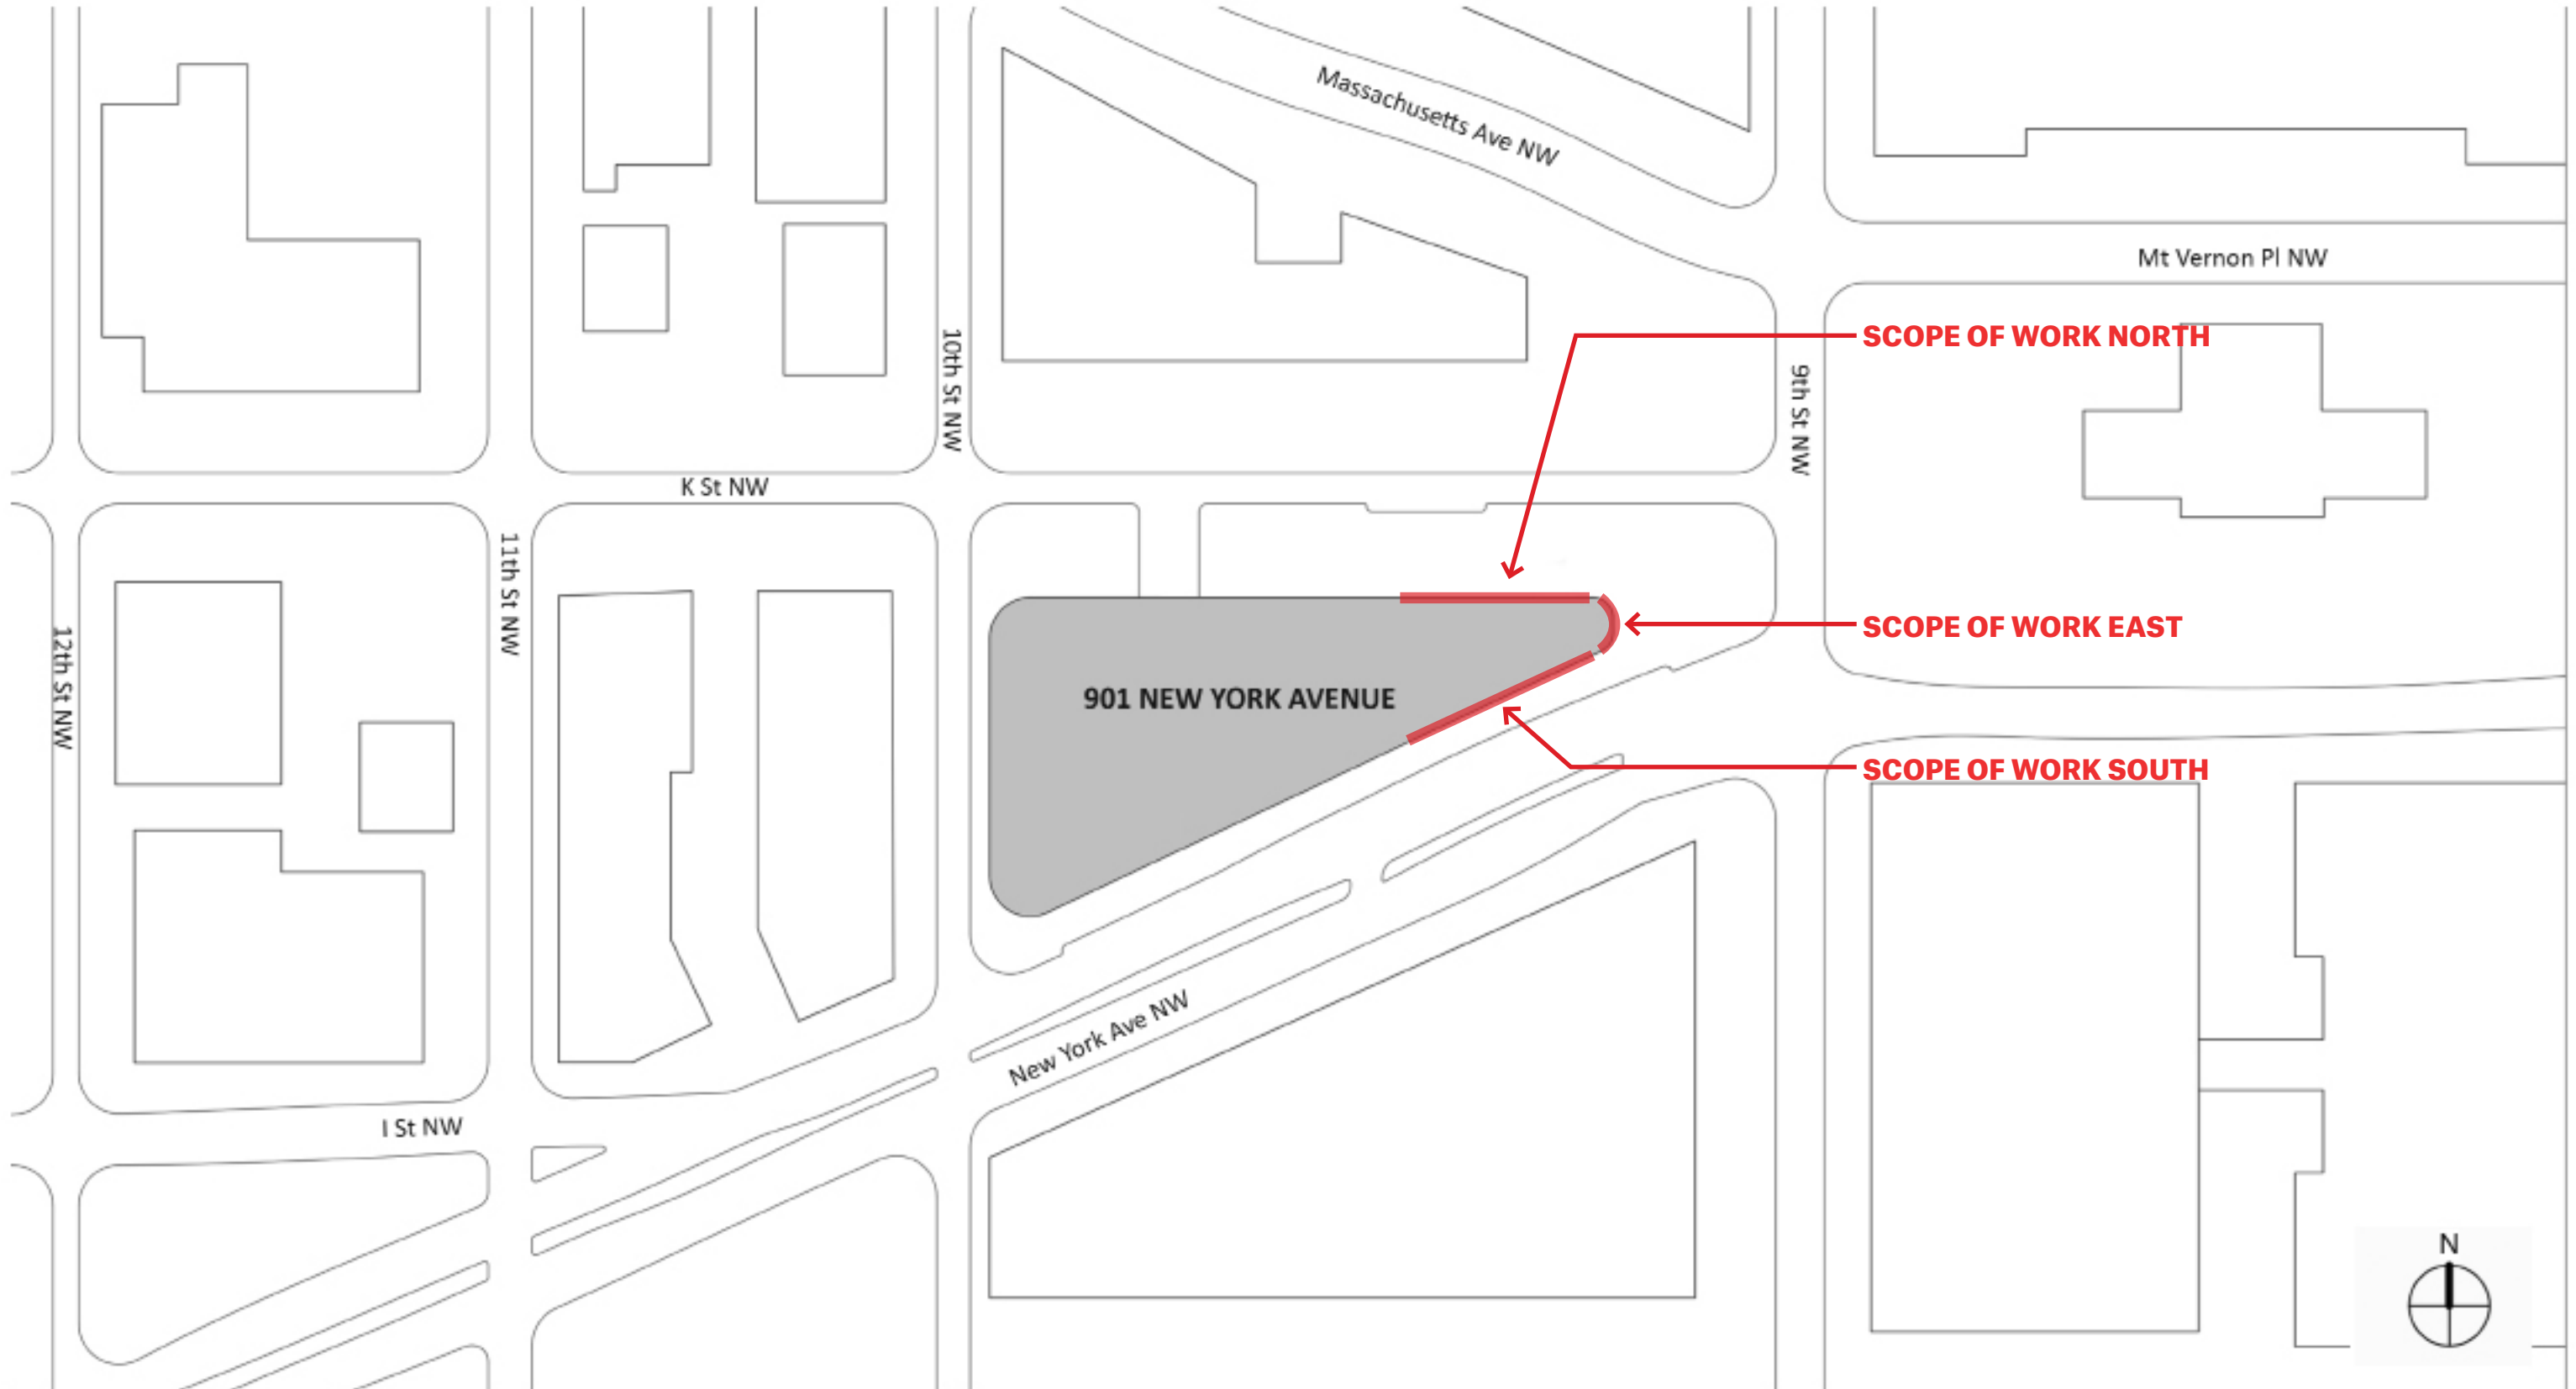 Massachusetts Ave NW
Mt Vernon Pl NW
SCOPE OF WORK NORTH
10th St NW
9th St NW
K St NW
11th St NW
12th St NW
SCOPE OF WORK EAST
901 NEW YORK AVENUE
SCOPE OF WORK SOUTH
New York Ave NW
I St NW
N